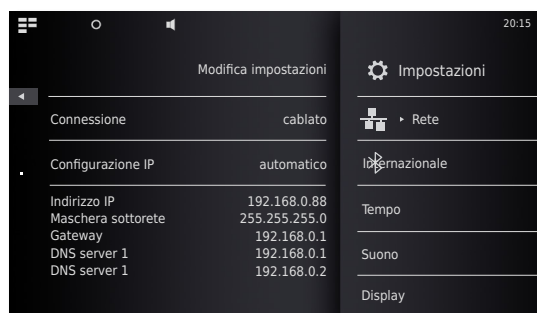 20:15
Modifica impostazioni
Connessione cablato
Configurazione IP automatico
Indirizzo IP 192.168.0.88
Maschera sottorete 255.255.255.0
Gateway 192.168.0.1
DNS server 1 192.168.0.1
DNS server 1 192.168.0.2
Impostazioni
Rete
Internazionale
Tempo
Suono
Display